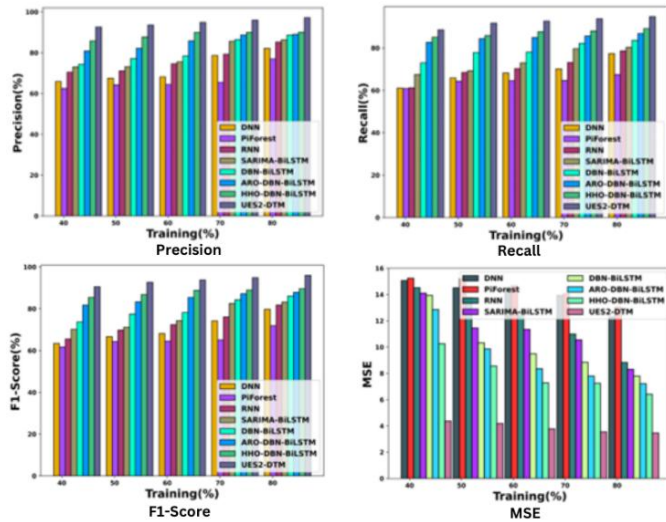 Precision(%)
100
80
60
40
20
0
DNN
PiForest
RNN
SARIMA-BiLSTM
DBN-BiLSTM
ARO-DBN-BiLSTM
HHO-DBN-BiLSTM
UES2-DTM
40 50 60 70 80
Training(%)
Precision
Recall(%)
80
60
40
20
0
DNN
PiForest
RNN
SARIMA-BiLSTM
DBN-BiLSTM
ARO-DBN-BiLSTM
HHO-DBN-BiLSTM
UES2-DTM
40 50 60 70 80
Training(%)
Recall
F1-Score(%)
100
80
60
40
20
0
DNN
PiForest
RNN
SARIMA-BiLSTM
DBN-BiLSTM
ARO-DBN-BiLSTM
HHO-DBN-BiLSTM
UES2-DTM
40 50 60 70 80
Training(%)
F1-Score
MSE
16
14
12
10
8
6
4
2
0
DNN DBN-BiLSTM
PiForest ARO-DBN-BiLSTM
RNN HHO-DBN-BiLSTM
SARIMA-BiLSTM UES2-DTM
40 50 60 70 80
Training(%)
MSE